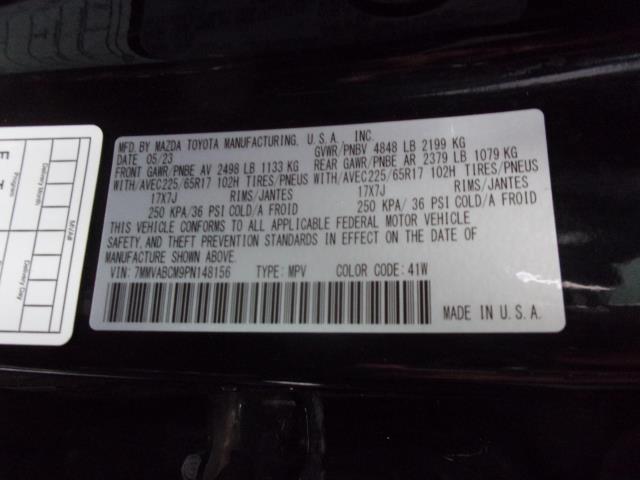 MFD. BY MAZDA TOYOTA MANUFACTURING, U.S.A., INC.
DATE 05/23 GVWR/PNBV 4848 LB 2199 KG
FRONT GAWR/PNBE AV 2498 LB 1133 KG REAR GAWR/PNBE AR 2379 LB 1079 KG
WITH/AVEC225/65R17 102H TIRES/PNEUS WITH/AVEC225/65R17 102H TIRES/PNEUS
17X7J RIMS/JANTES 17X7J RIMS/JANTES
250 KPA/36 PSI COLD/A FROID 250 KPA/36 PSI COLD/A FROID
THIS VEHICLE CONFORMS TO ALL APPLICABLE FEDERAL MOTOR VEHICLE
SAFETY, AND THEFT PREVENTION STANDARDS IN EFFECT ON THE DATE OF
MANUFACTURE SHOWN ABOVE.
VIN: 7MMVABCM9PN148156 TYPE: MPV COLOR CODE: 41W
MADE IN U.S.A.
Delivery Month
Delivery Day